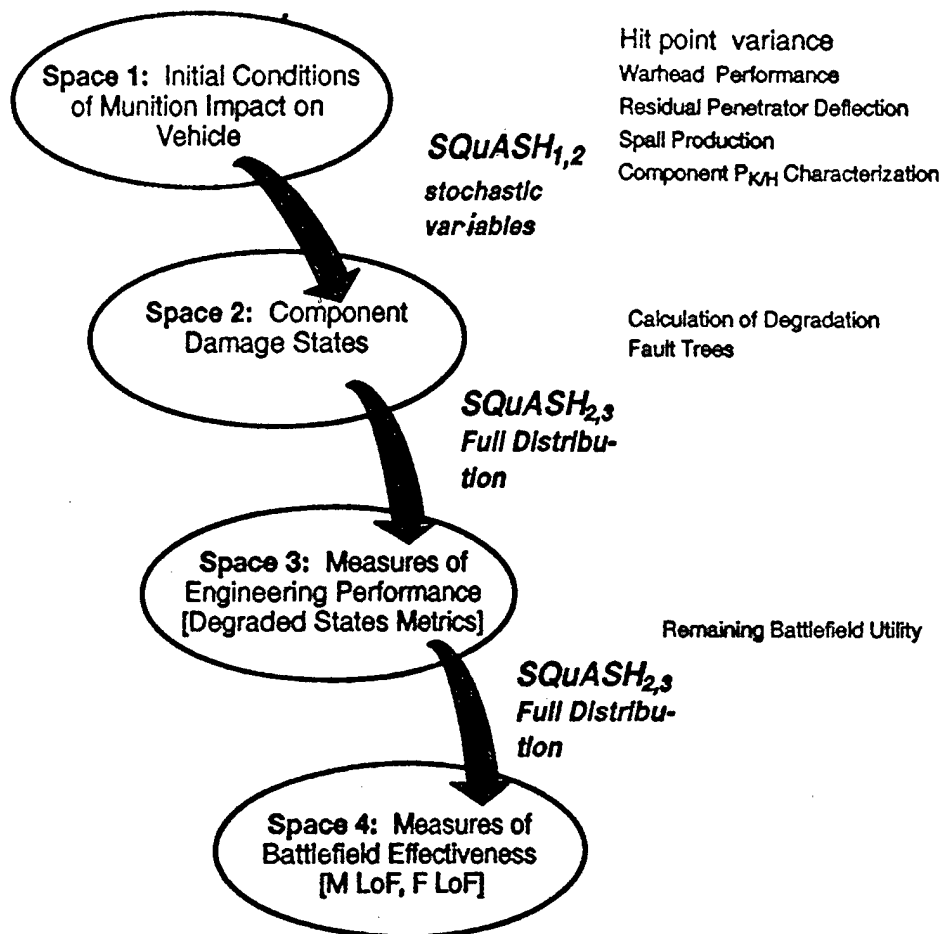 Space 1: Initial Conditions
of Munition Impact on
Vehicle
Hit point variance
Warhead Performance
Residual Penetrator Deflection
Spall Production
Component PK/H Characterization
SQuASH1,2
stochastic
variables
Space 2: Component
Damage States
Calculation of Degradation
Fault Trees
SQuASH2,3
Full Distribu-
tion
Space 3: Measures of
Engineering Performance
[Degraded States Metrics]
Remaining Battlefield Utility
SQuASH2,3
Full Distribu-
tion
Space 4: Measures of
Battlefield Effectiveness
[M LoF, F LoF]